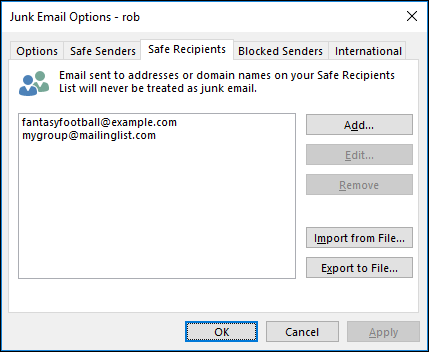 Junk Email Options - rob
Options Safe Senders Safe Recipients Blocked Senders International
Email sent to addresses or domain names on your Safe Recipients
List will never be treated as junk email.
fantasyfootball@example.com
mygroup@mailinglist.com
Add...
Edit...
Remove
Import from File...
Export to File...
OK Cancel Apply